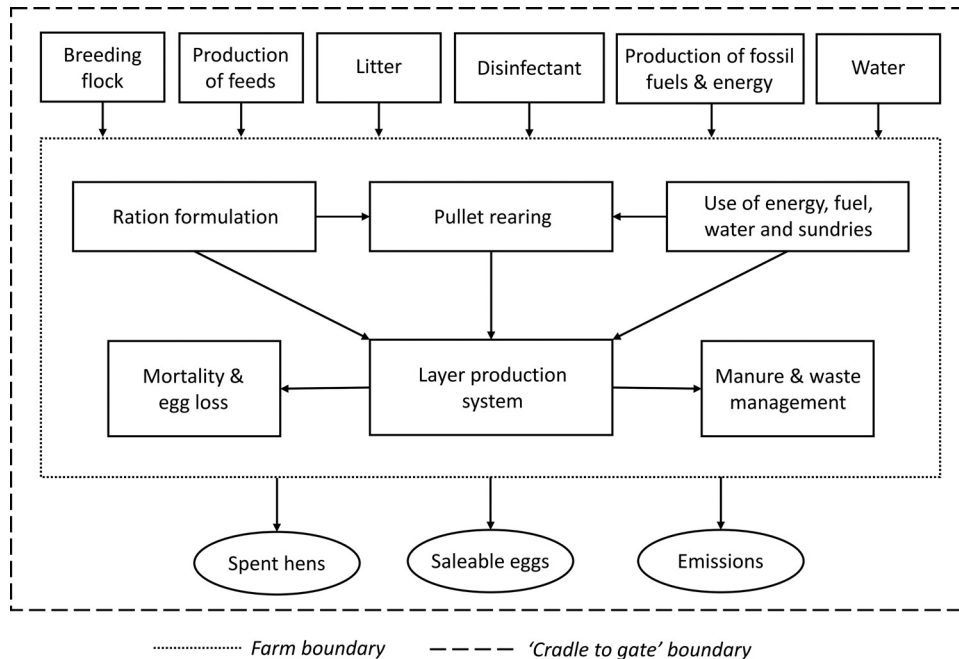 Breeding
flock
Production
of feeds
Litter
Disinfectant
Production of fossil
fuels & energy
Water
Ration formulation
Pullet rearing
Use of energy, fuel,
water and sundries
Mortality &
egg loss
Layer production
system
Manure & waste
management
Spent hens
Saleable eggs
Emissions
Farm boundary
‘Cradle to gate’ boundary